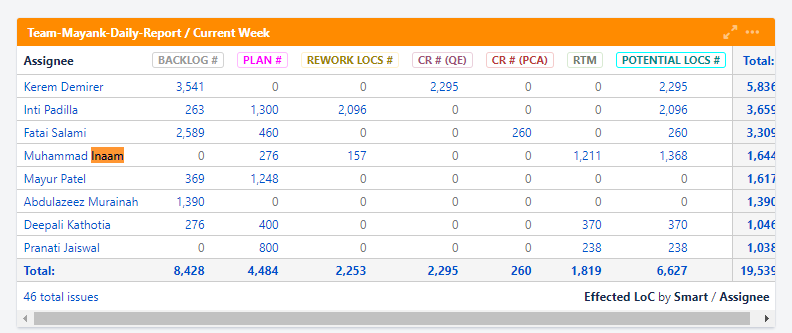 Team-Mayank-Daily-Report / Current Week
Assignee BACKLOG # PLAN # REWORK LOCS # CR # (QE) CR # (PCA) RTM POTENTIAL LOCS # Total:
Kerem Demirer 3,541 0 0 2,295 0 0 2,295 5,836
Inti Padilla 263 1,300 2,096 0 0 0 2,096 3,659
Fatai Salami 2,589 460 0 0 260 0 260 3,309
Muhammad Inaam 0 276 157 0 0 1,211 1,368 1,644
Mayur Patel 369 1,248 0 0 0 0 0 1,617
Abdulazeez Murainah 1,390 0 0 0 0 0 0 1,390
Deepali Kathotia 276 400 0 0 0 370 370 1,046
Pranati Jaiswal 0 800 0 0 0 238 238 1,038
Total: 8,428 4,484 2,253 2,295 260 1,819 6,627 19,539
46 total issues Effected LoC by Smart / Assignee